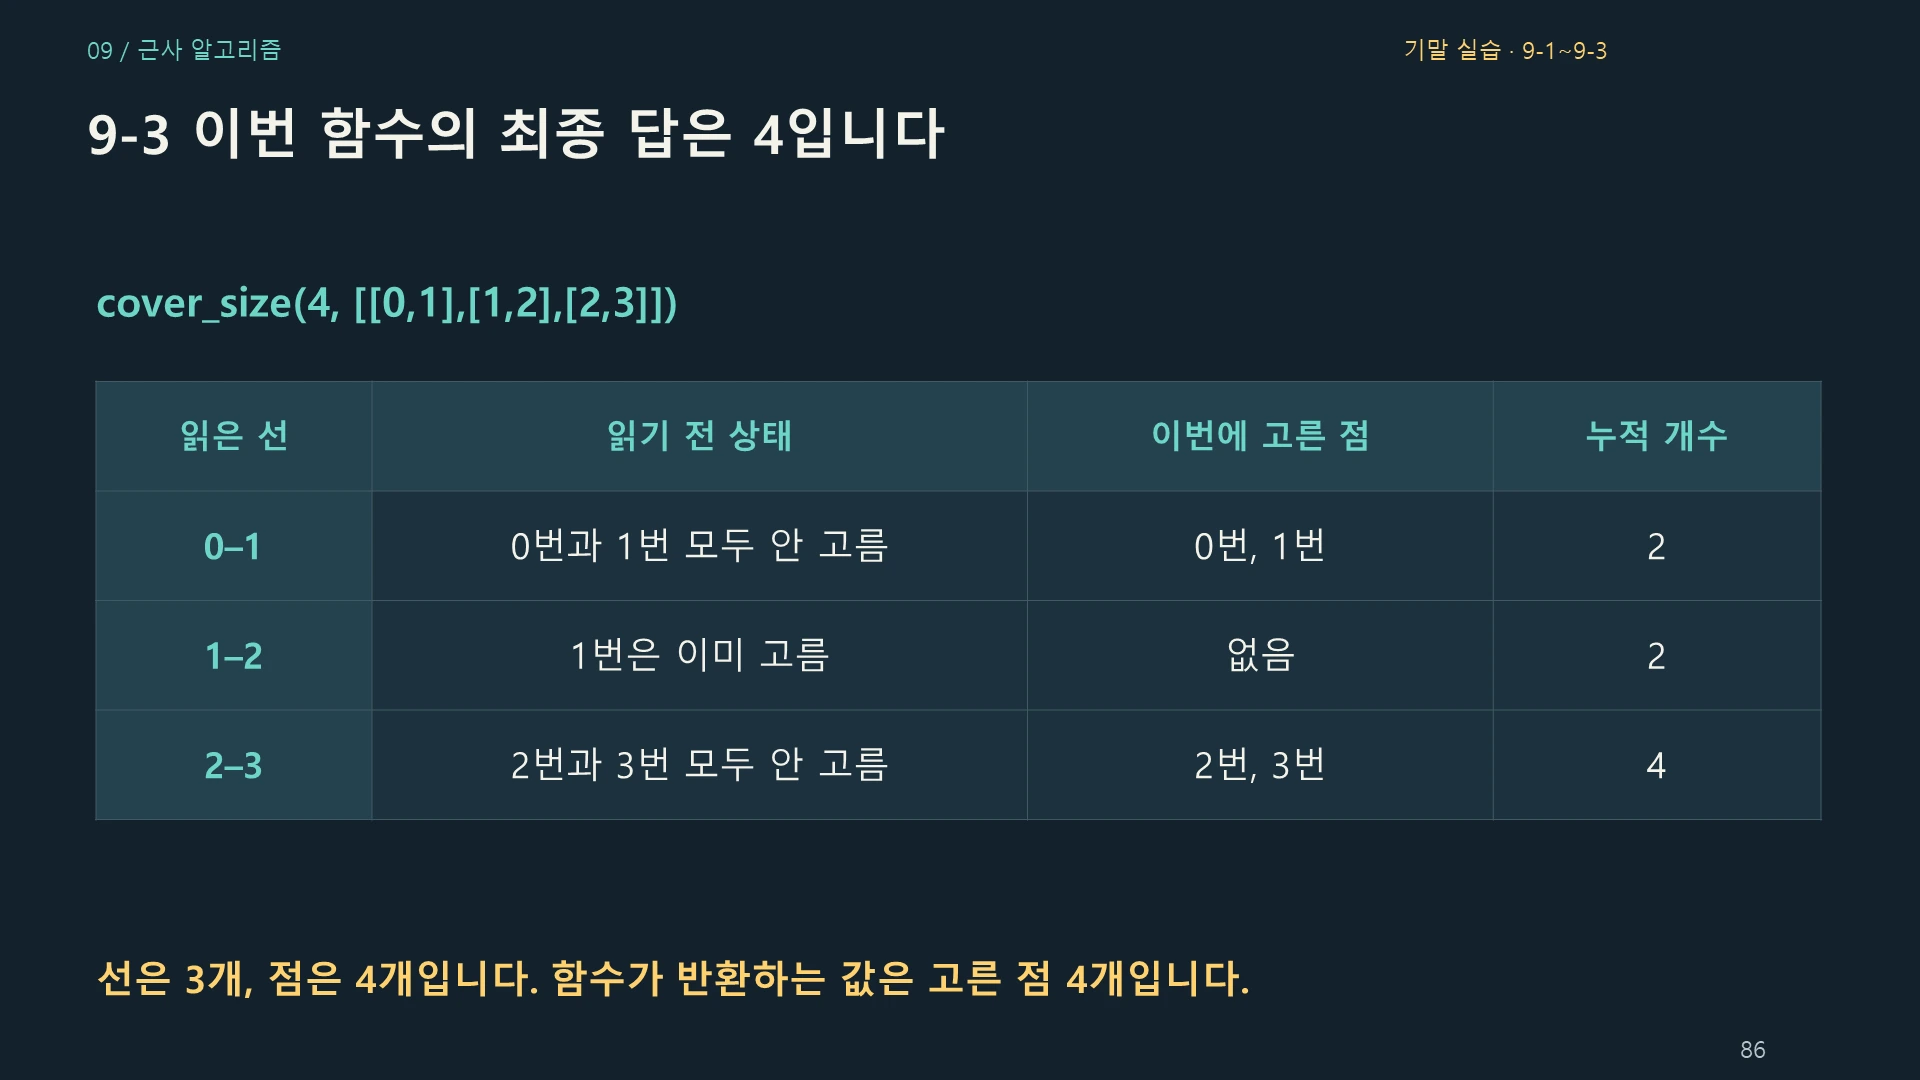 09 / 근사 알고리즘
기말 실습 · 9-1~9-3
9-3 이번 함수의 최종 답은 4입니다
cover_size(4, [[0,1],[1,2],[2,3]])
읽은 선 읽기 전 상태 이번에 고른 점 누적 개수
0–1 0번과 1번 모두 안 고름 0번, 1번 2
1–2 1번은 이미 고름 없음 2
2–3 2번과 3번 모두 안 고름 2번, 3번 4
선은 3개, 점은 4개입니다. 함수가 반환하는 값은 고른 점 4개입니다.
86